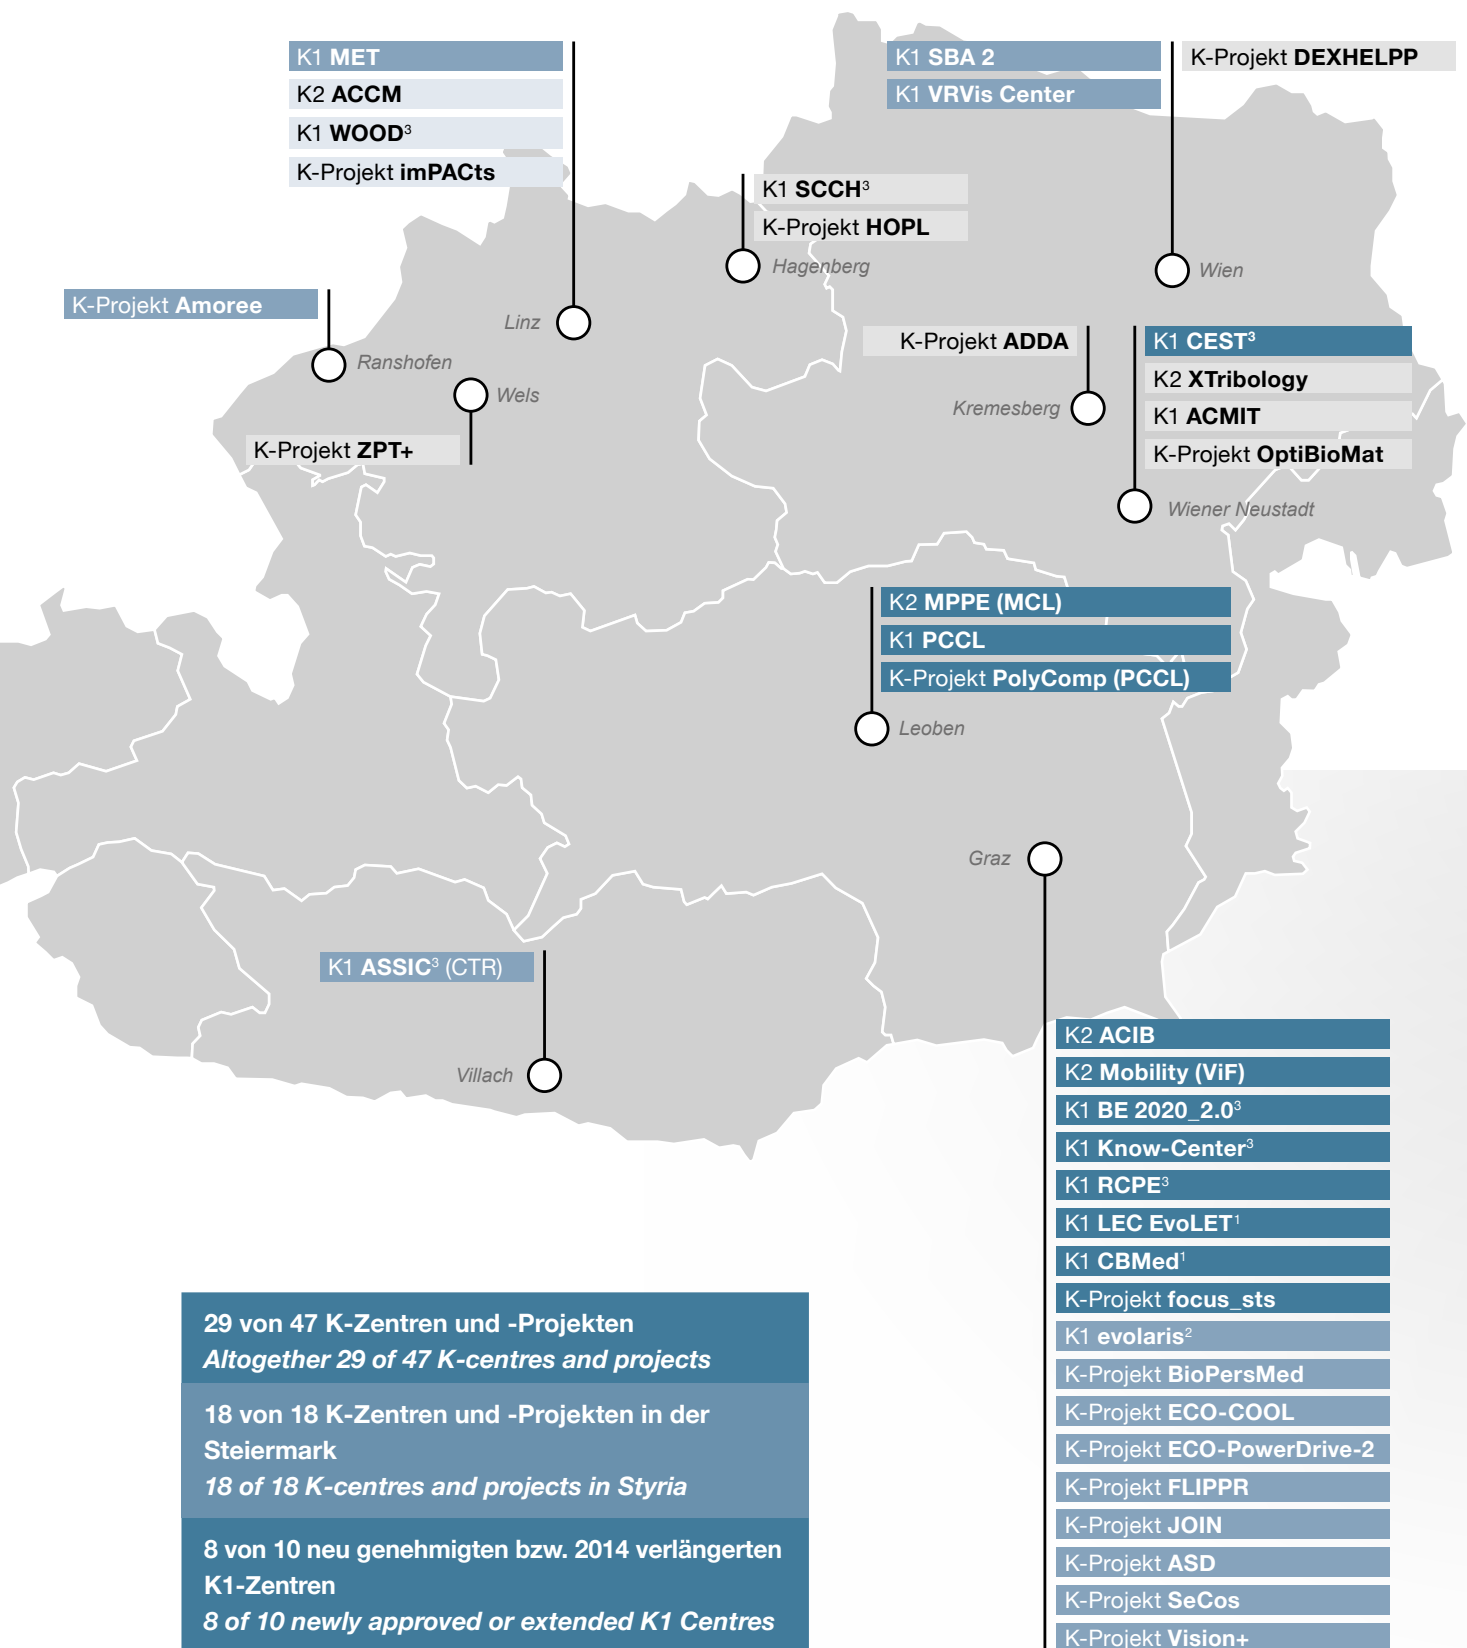 K1 MET
K2 ACCM
K1 WOOD³
K-Projekt imPACts
K1 SBA 2
K1 VRVis Center
K-Projekt DEXHELPP
K1 SCCH³
K-Projekt HOPL
Hagenberg
Wien
K-Projekt Amoree
Linz
Ranshofen
Wels
K-Projekt ZPT+
K-Projekt ADDA
Kremesberg
K1 CEST³
K2 XTribology
K1 ACMIT
K-Projekt OptiBioMat
Wiener Neustadt
K2 MPPE (MCL)
K1 PCCL
K-Projekt PolyComp (PCCL)
Leoben
Graz
K1 ASSIC³ (CTR)
Villach
K2 ACIB
K2 Mobility (ViF)
K1 BE 2020_2.0³
K1 Know-Center³
K1 RCPE³
K1 LEC EvoLET¹
K1 CBMed¹
K-Projekt focus_sts
K1 evolaris²
K-Projekt BioPersMed
K-Projekt ECO-COOL
K-Projekt ECO-PowerDrive-2
K-Projekt FLIPPR
K-Projekt JOIN
K-Projekt ASD
K-Projekt SeCos
K-Projekt Vision+
29 von 47 K-Zentren und -Projekten
Altogether 29 of 47 K-centres and projects
18 von 18 K-Zentren und -Projekten in der
Steiermark
18 of 18 K-centres and projects in Styria
8 von 10 neu genehmigten bzw. 2014 verlängerten
K1-Zentren
8 of 10 newly approved or extended K1 Centres